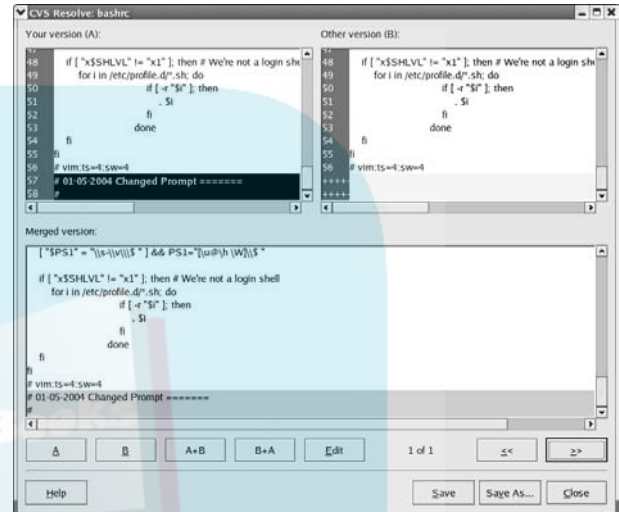 CVS Resolve: bashrc
Your version (A):
47
48 if [ "x$SHLVL" != "x1" ]; then # We're not a login she
49 for i in /etc/profile.d/*.sh; do
50 if [ -r "$i" ]; then
51 . $i
52 fi
53 done
54 fi
55 fi
56 # vim:ts=4:sw=4
57 # 01-05-2004 Changed Prompt =======
58 #
Other version (B):
47
48 if [ "x$SHLVL" != "x1" ]; then # We're not a login she
49 for i in /etc/profile.d/*.sh; do
50 if [ -r "$i" ]; then
51 . $i
52 fi
53 done
54 fi
55 fi
56 # vim:ts=4:sw=4
+++++
+++++
Merged version:
[ "$PS1" = "\\s-\\v\\\$ " ] && PS1="[\u@\h \W]\\$ "
if [ "x$SHLVL" != "x1" ]; then # We're not a login shell
for i in /etc/profile.d/*.sh; do
if [ -r "$i" ]; then
. $i
fi
done
fi
fi
# vim:ts=4:sw=4
# 01-05-2004 Changed Prompt =======
#
A B A+B B+A Edit 1 of 1 << >>
Help Save Save As... Close